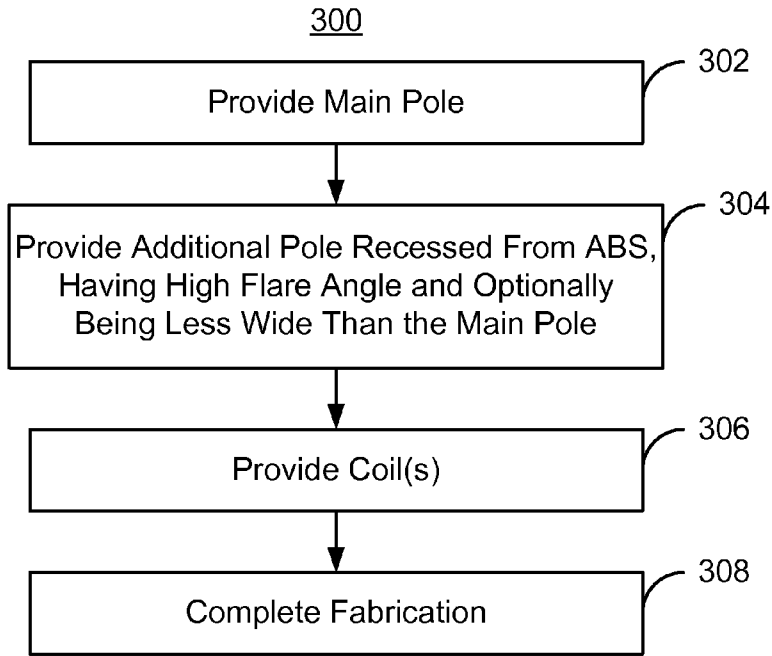 300
302
Provide Main Pole
304
Provide Additional Pole Recessed From ABS,
Having High Flare Angle and Optionally
Being Less Wide Than the Main Pole
306
Provide Coil(s)
308
Complete Fabrication